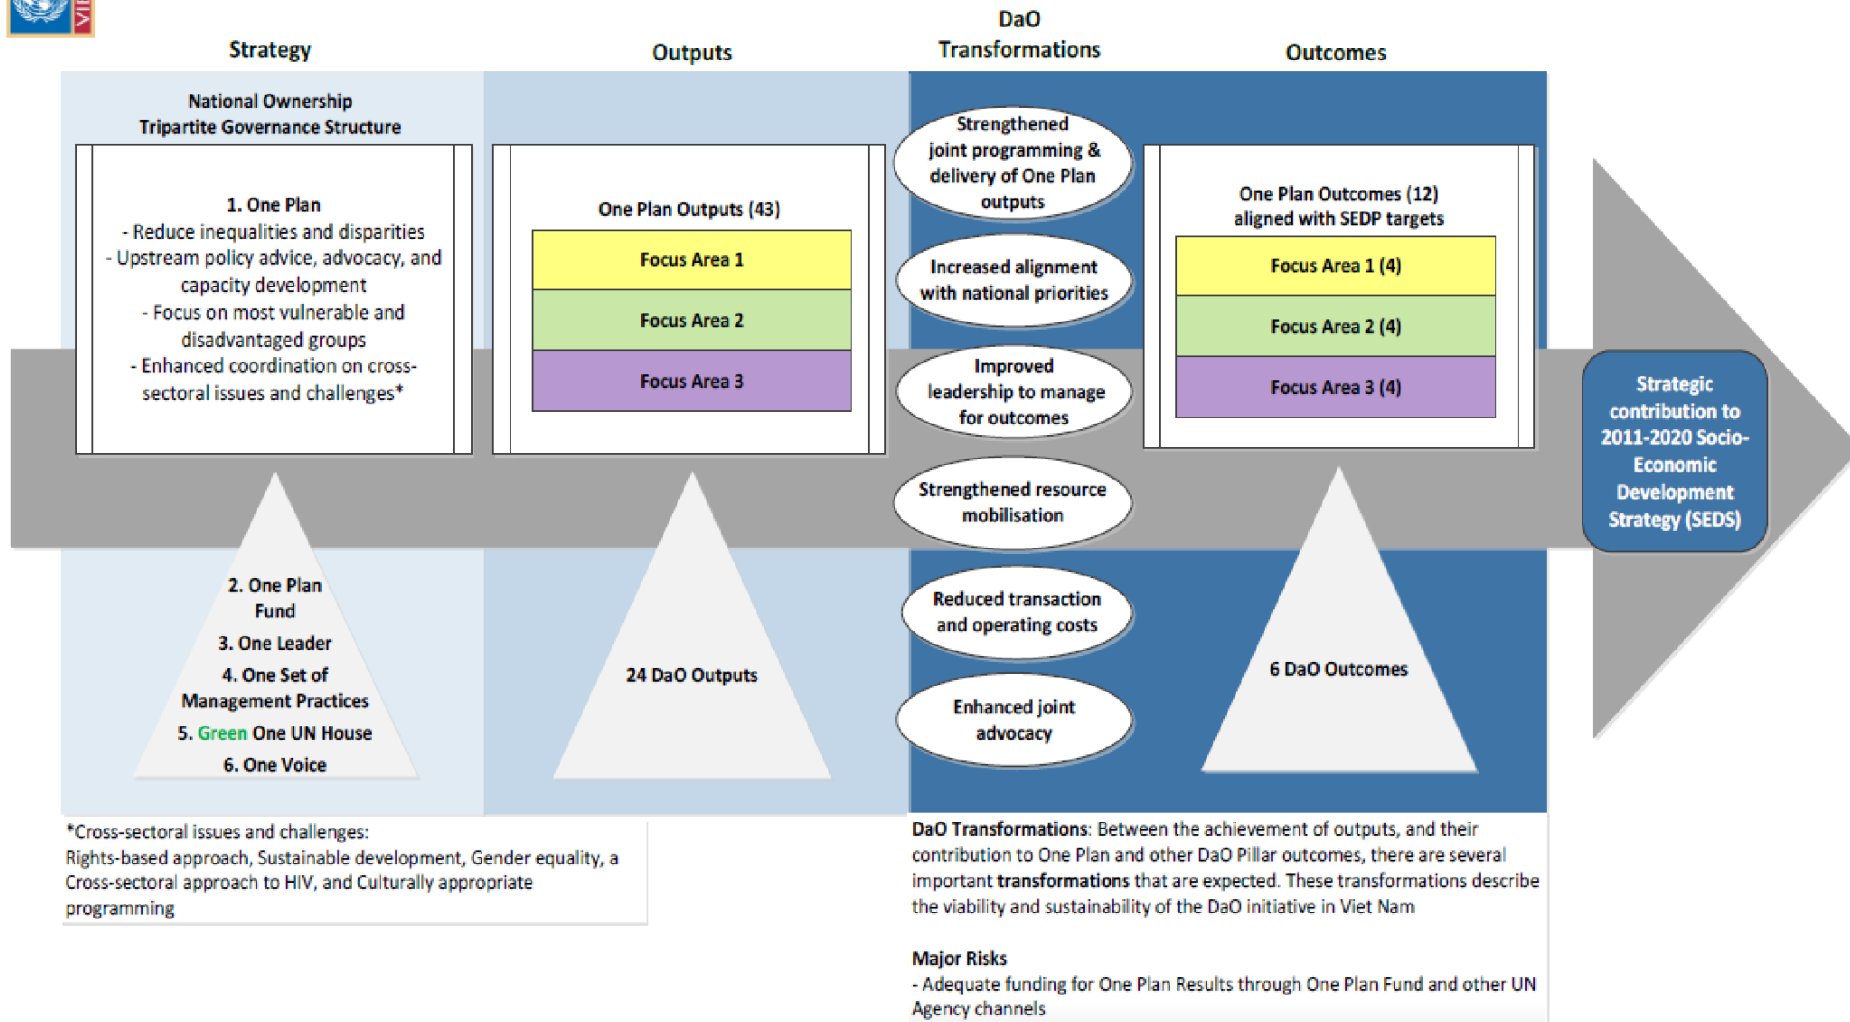 VIE
Strategy
Outputs
DaO
Transformations
Outcomes
National Ownership
Tripartite Governance Structure
1. One Plan
- Reduce inequalities and disparities
- Upstream policy advice, advocacy, and
capacity development
- Focus on most vulnerable and
disadvantaged groups
- Enhanced coordination on cross-
sectoral issues and challenges*
2. One Plan
Fund
3. One Leader
4. One Set of
Management Practices
5. Green One UN House
6. One Voice
One Plan Outputs (43)
Focus Area 1
Focus Area 2
Focus Area 3
24 DaO Outputs
Strengthened
joint programming &
delivery of One Plan
outputs
Increased alignment
with national priorities
Improved
leadership to manage
for outcomes
Strengthened resource
mobilisation
Reduced transaction
and operating costs
Enhanced joint
advocacy
One Plan Outcomes (12)
aligned with SEDP targets
Focus Area 1 (4)
Focus Area 2 (4)
Focus Area 3 (4)
6 DaO Outcomes
Strategic
contribution to
2011-2020 Socio-
Economic
Development
Strategy (SEDS)
*Cross-sectoral issues and challenges:
Rights-based approach, Sustainable development, Gender equality, a
Cross-sectoral approach to HIV, and Culturally appropriate
programming
DaO Transformations: Between the achievement of outputs, and their
contribution to One Plan and other DaO Pillar outcomes, there are several
important transformations that are expected. These transformations describe
the viability and sustainability of the DaO initiative in Viet Nam
Major Risks
- Adequate funding for One Plan Results through One Plan Fund and other UN
Agency channels